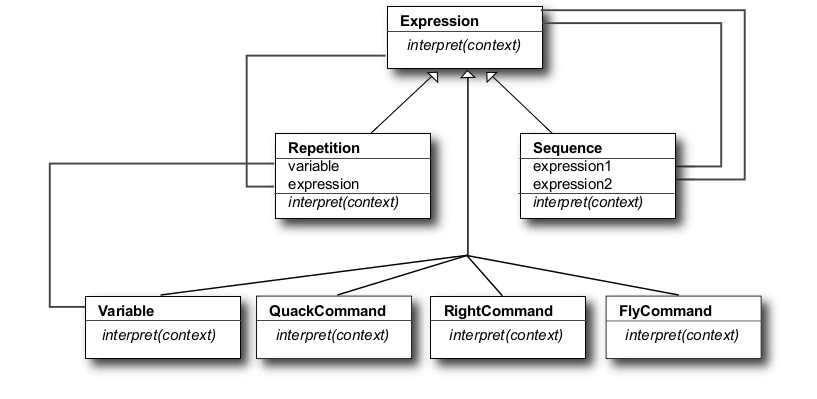 Expression
interpret(context)
Repetition
variable
expression
interpret(context)
Sequence
expression1
expression2
interpret(context)
Variable
interpret(context)
QuackCommand
interpret(context)
RightCommand
interpret(context)
FlyCommand
interpret(context)